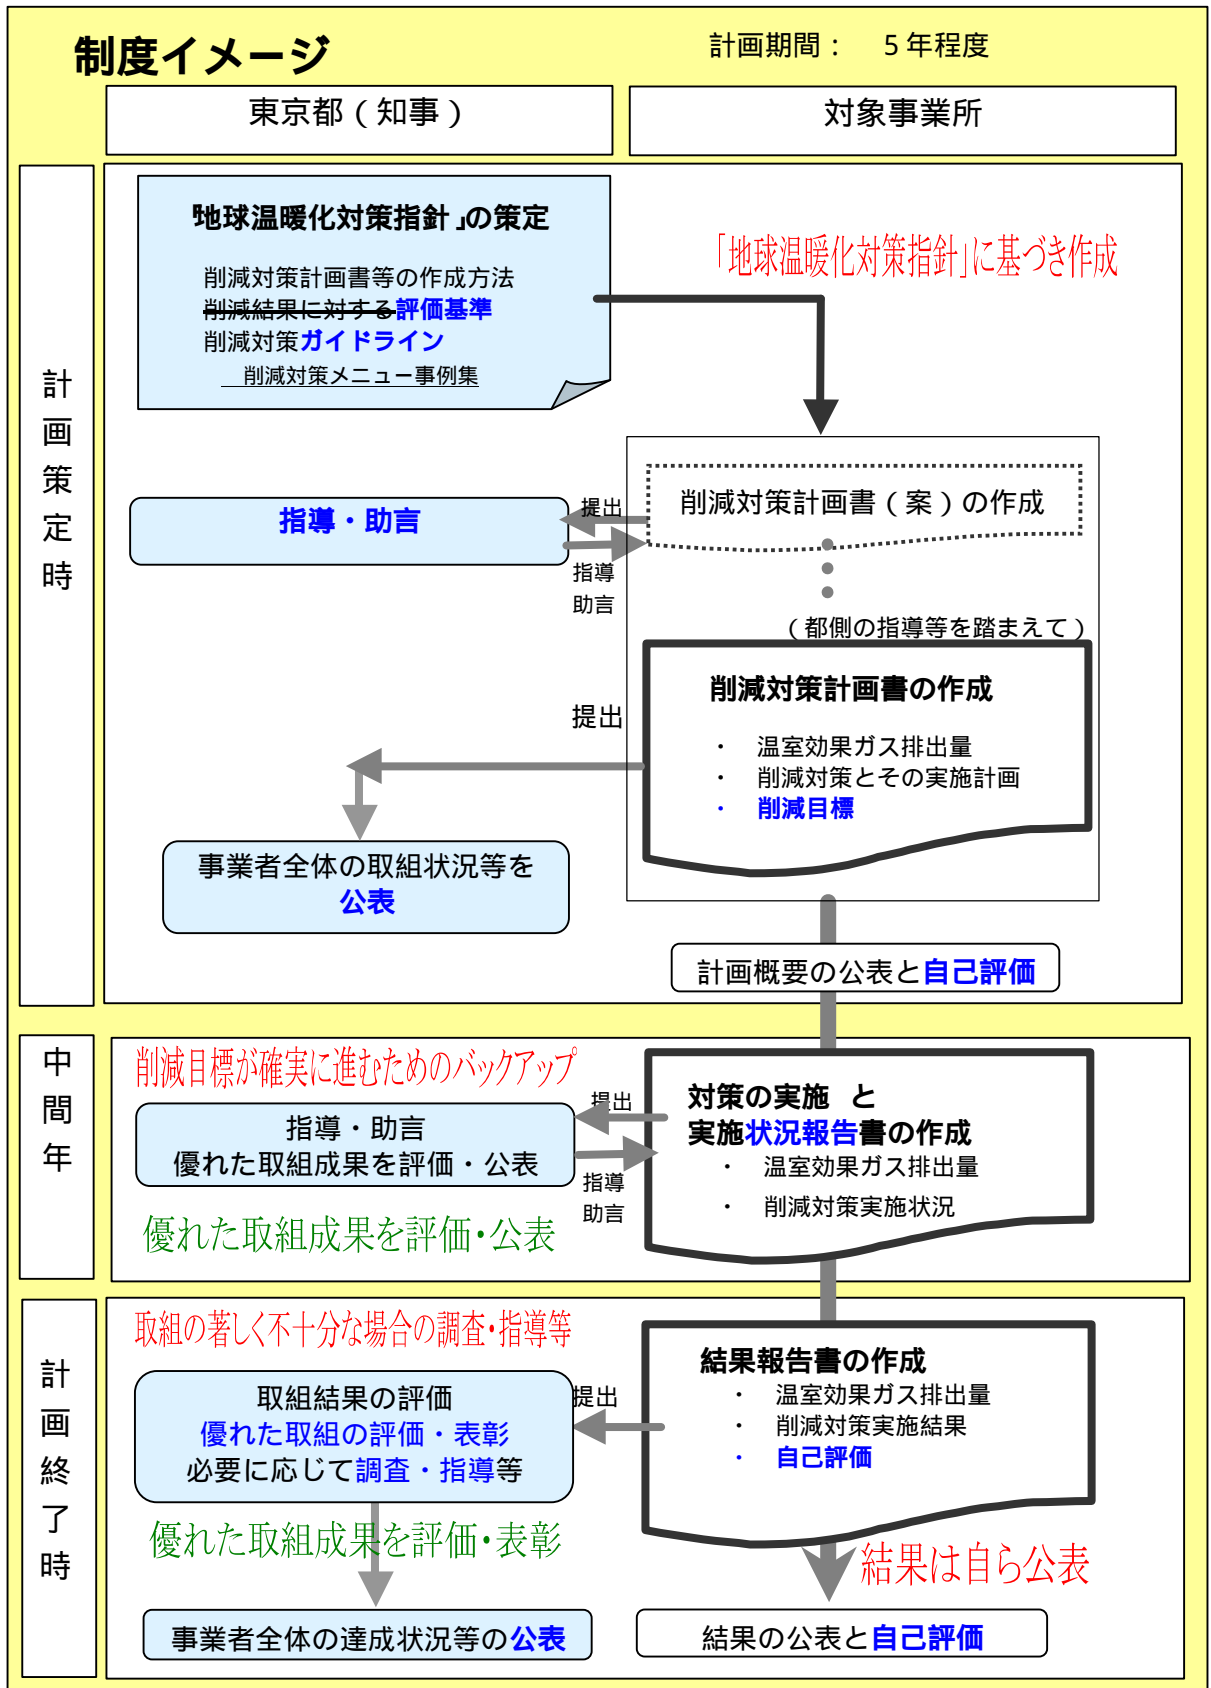 制度イメージ
計画期間：　５年程度
東京都（知事）
対象事業所
計画策定時
「地球温暖化対策指針」の策定
削減対策計画書等の作成方法
削減結果に対する評価基準
削減対策ガイドライン
削減対策メニュー事例集
「地球温暖化対策指針」に基づき作成
削減対策計画書（案）の作成
提出
指導・助言
指導
助言
（都側の指導等を踏まえて）
削減対策計画書の作成
・　温室効果ガス排出量
・　削減対策とその実施計画
・　削減目標
提出
事業者全体の取組状況等を
公表
計画概要の公表と自己評価
中間年
削減目標が確実に進むためのバックアップ
指導・助言
優れた取組成果を評価・公表
提出
指導
助言
対策の実施　と
実施状況報告書の作成
・　温室効果ガス排出量
・　削減対策実施状況
優れた取組成果を評価・公表
計画終了時
取組の著しく不十分な場合の調査・指導等
取組結果の評価
優れた取組の評価・表彰
必要に応じて調査・指導等
提出
結果報告書の作成
・　温室効果ガス排出量
・　削減対策実施結果
・　自己評価
優れた取組成果を評価・表彰
結果は自ら公表
事業者全体の達成状況等の公表
結果の公表と自己評価